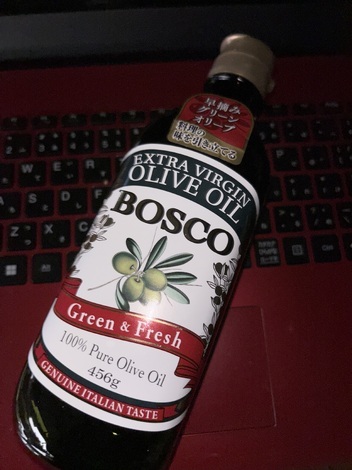 早摘み
グリーン
オリーブ
料理の
味を引き立てる
EXTRA VIRGIN
OLIVE OIL
BOSCO
Green & Fresh
100% Pure Olive Oil
456g
GENUINE ITALIAN TASTE